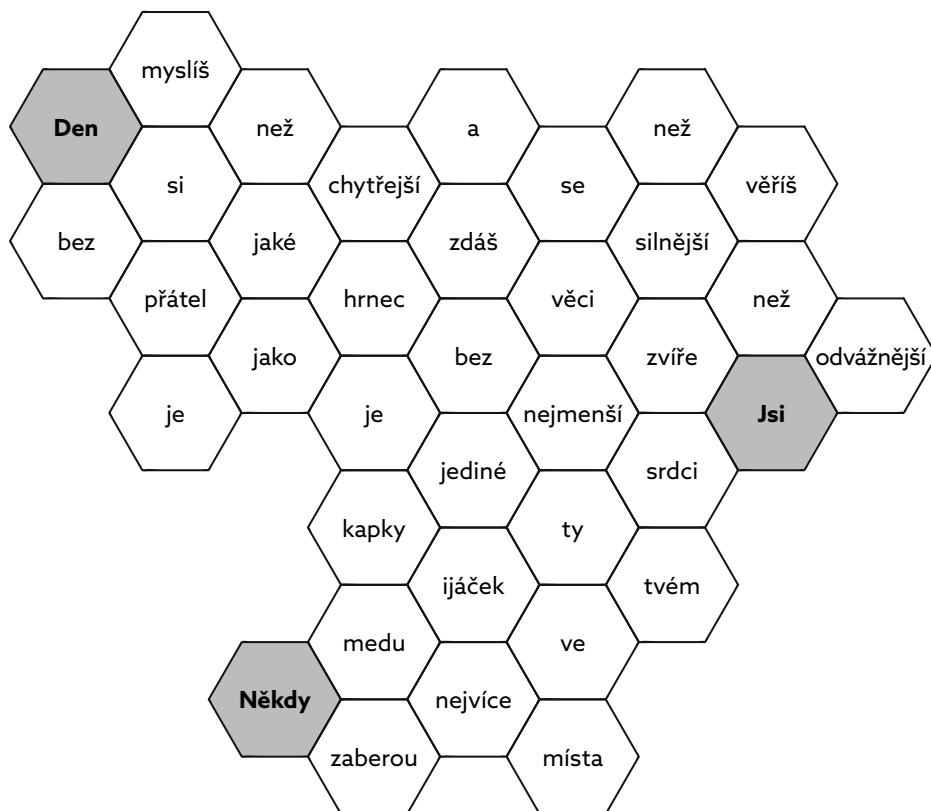 myslíš
Den než a než
si chytřejší se věříš
bez jaké zdáš silnější
přátel hrnec věci než
jako bez zvíře odvážnější
je je nejmenší Jsi
jediné srdci
kapky ty
ijáček tvém
medu ve
Někdy nejvíce
zaberou místa